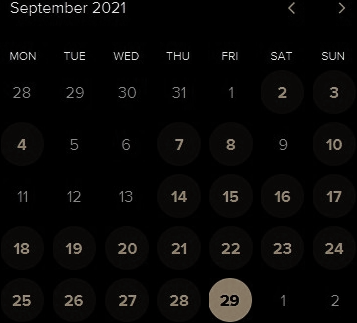 September 2021
MON TUE WED THU FRI SAT SUN
28 29 30 31 1 2 3
4 5 6 7 8 9 10
11 12 13 14 15 16 17
18 19 20 21 22 23 24
25 26 27 28 29 1 2